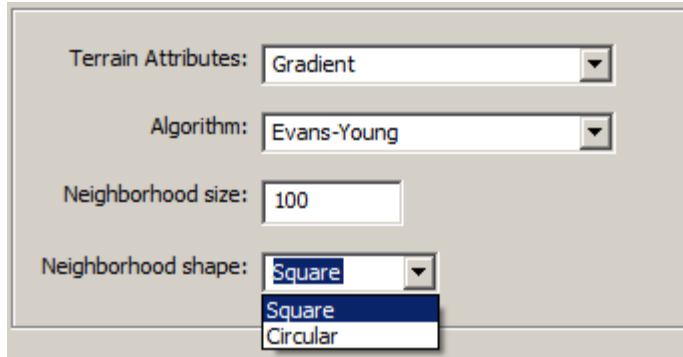 Terrain Attributes: Gradient
Algorithm: Evans-Young
Neighborhood size: 100
Neighborhood shape: Square
Square
Circular